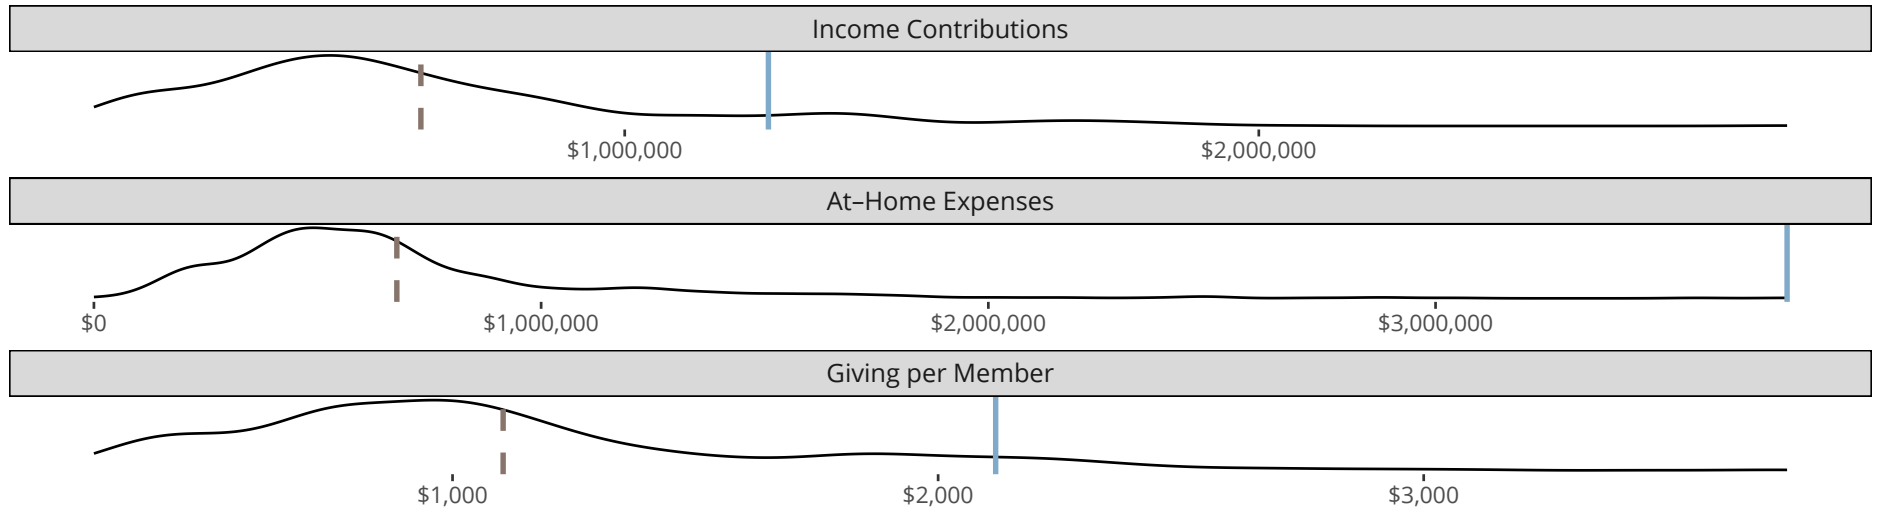 Income Contributions
$1,000,000 $2,000,000
At–Home Expenses
$0 $1,000,000 $2,000,000 $3,000,000
Giving per Member
$1,000 $2,000 $3,000